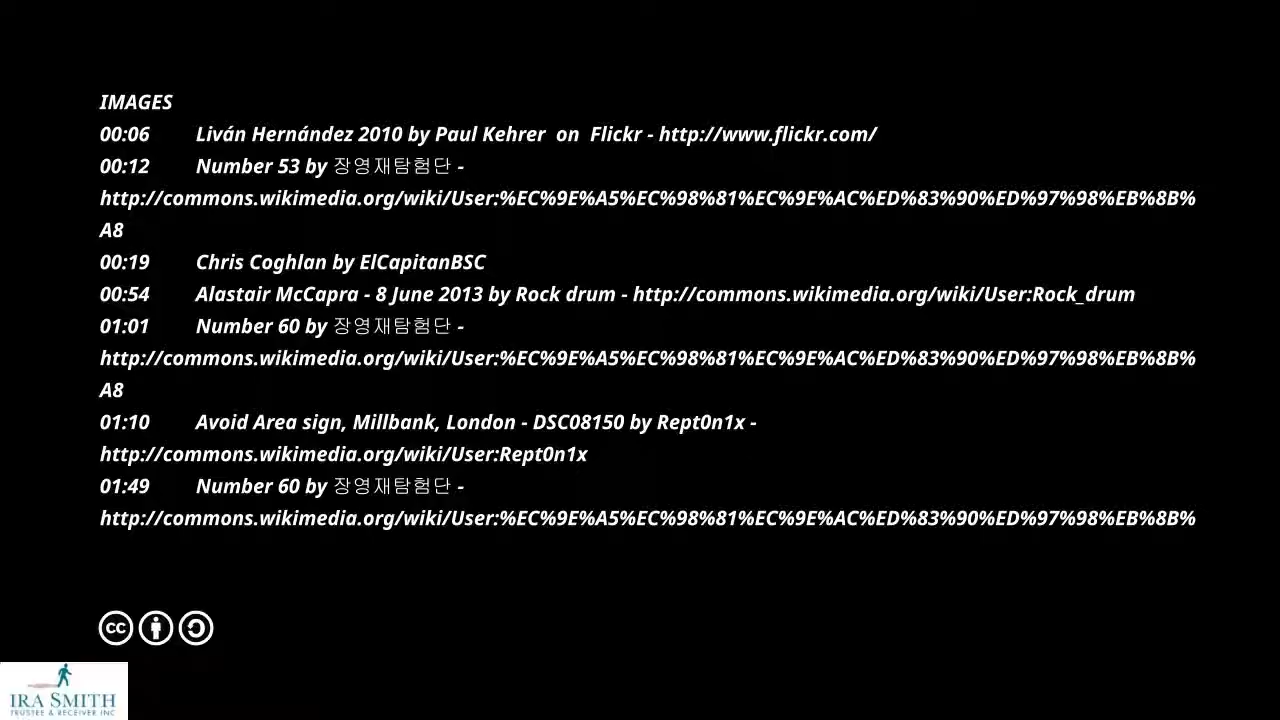 IMAGES
00:06 Liván Hernández 2010 by Paul Kehrer on Flickr - http://www.flickr.com/
00:12 Number 53 by 장영재탐험단 -
http://commons.wikimedia.org/wiki/User:%EC%9E%A5%EC%98%81%EC%9E%AC%ED%83%90%ED%97%98%EB%8B%
A8
00:19 Chris Coghlan by ElCapitanBSC
00:54 Alastair McCapra - 8 June 2013 by Rock drum - http://commons.wikimedia.org/wiki/User:Rock_drum
01:01 Number 60 by 장영재탐험단 -
http://commons.wikimedia.org/wiki/User:%EC%9E%A5%EC%98%81%EC%9E%AC%ED%83%90%ED%97%98%EB%8B%
A8
01:10 Avoid Area sign, Millbank, London - DSC08150 by Rept0n1x -
http://commons.wikimedia.org/wiki/User:Rept0n1x
01:49 Number 60 by 장영재탐험단 -
http://commons.wikimedia.org/wiki/User:%EC%9E%A5%EC%98%81%EC%9E%AC%ED%83%90%ED%97%98%EB%8B%
cc
IRA SMITH
TRUSTEE & RECEIVER INC